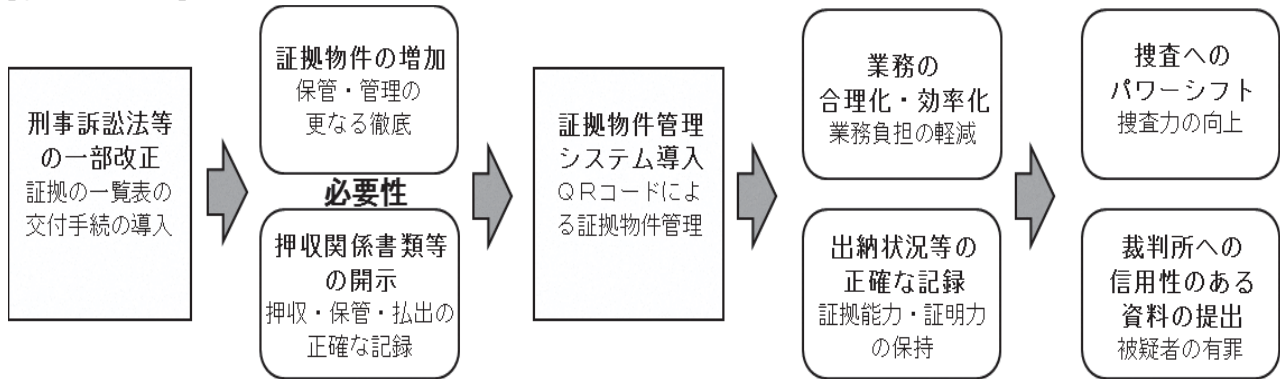 刑事訴訟法等
の一部改正
証拠の一覧表の
交付手続の導入
証拠物件の増加
保管・管理の
更なる徹底
必要性
押収関係書類等
の開示
押収・保管・払出の
正確な記録
証拠物件管理
システム導入
QRコードによ
る証拠物件管理
業務の
合理化・効率化
業務負担の軽減
出納状況等の
正確な記録
証拠能力・証明力
の保持
捜査への
パワーシフト
捜査力の向上
裁判所への
信用性のある
資料の提出
被疑者の有罪